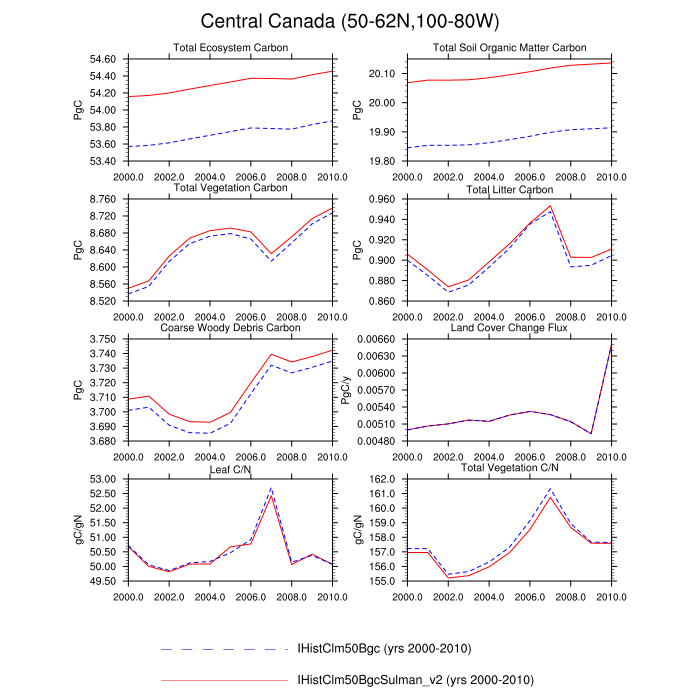 Central Canada (50-62N,100-80W)
Total Ecosystem Carbon
PgC
54.60
54.40
54.20
54.00
53.80
53.60
53.40
2000.0 2002.0 2004.0 2006.0 2008.0 2010.0
Total Soil Organic Matter Carbon
PgC
20.10
20.00
19.90
19.80
2000.0 2002.0 2004.0 2006.0 2008.0 2010.0
Total Vegetation Carbon
PgC
8.760
8.720
8.680
8.640
8.600
8.560
8.520
2000.0 2002.0 2004.0 2006.0 2008.0 2010.0
Total Litter Carbon
PgC
0.960
0.940
0.920
0.900
0.880
0.860
2000.0 2002.0 2004.0 2006.0 2008.0 2010.0
Coarse Woody Debris Carbon
PgC
3.750
3.740
3.730
3.720
3.710
3.700
3.690
3.680
2000.0 2002.0 2004.0 2006.0 2008.0 2010.0
Land Cover Change Flux
PgC/y
0.00660
0.00630
0.00600
0.00570
0.00540
0.00510
0.00480
2000.0 2002.0 2004.0 2006.0 2008.0 2010.0
Leaf C/N
gC/gN
53.00
52.50
52.00
51.50
51.00
50.50
50.00
49.50
2000.0 2002.0 2004.0 2006.0 2008.0 2010.0
Total Vegetation C/N
gC/gN
162.0
161.0
160.0
159.0
158.0
157.0
156.0
155.0
2000.0 2002.0 2004.0 2006.0 2008.0 2010.0
IHistClm50Bgc (yrs 2000-2010)
IHistClm50BgcSulman_v2 (yrs 2000-2010)